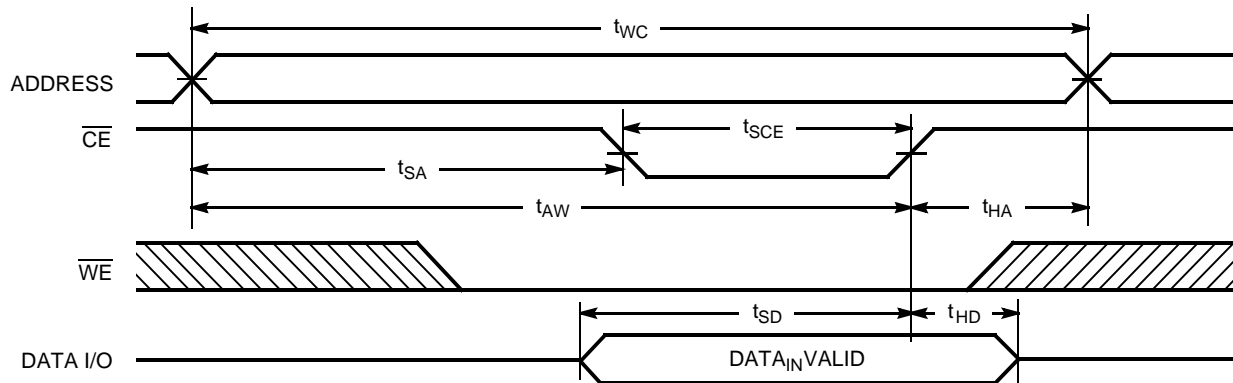 tWC
ADDRESS
CE
tSCE
tSA
tAW
tHA
WE
tSD
tHD
DATA I/O
DATAINVALID